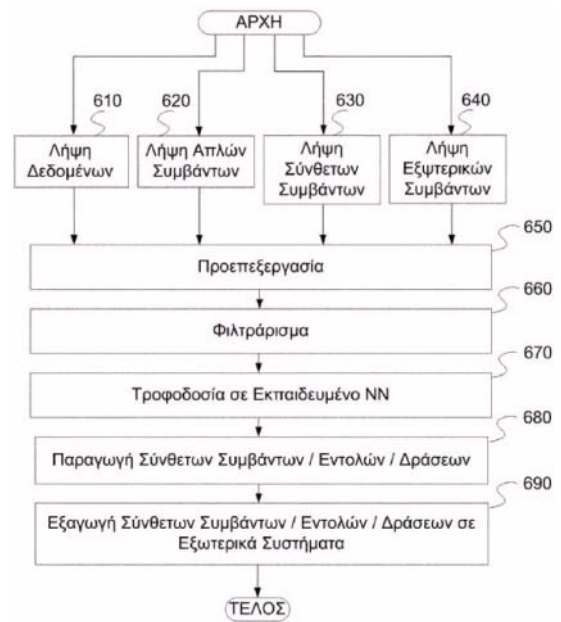 ΑΡΧΗ
610
620
630
640
Λήψη
Δεδομένων
Λήψη Απλών
Συμβάντων
Λήψη
Σύνθετων
Συμβάντων
Λήψη
Εξψτερικών
Συμβάντων
650
Προεπεξεργασία
660
Φιλτράρισμα
670
Τροφοδοσία σε Εκπαιδευμένο NN
680
Παραγωγή Σύνθετων Συμβάντων / Εντολών / Δράσεων
690
Εξαγωγή Σύνθετων Συμβάντων / Εντολών / Δράσεων σε
Εξωτερικά Συστήματα
ΤΕΛΟΣ